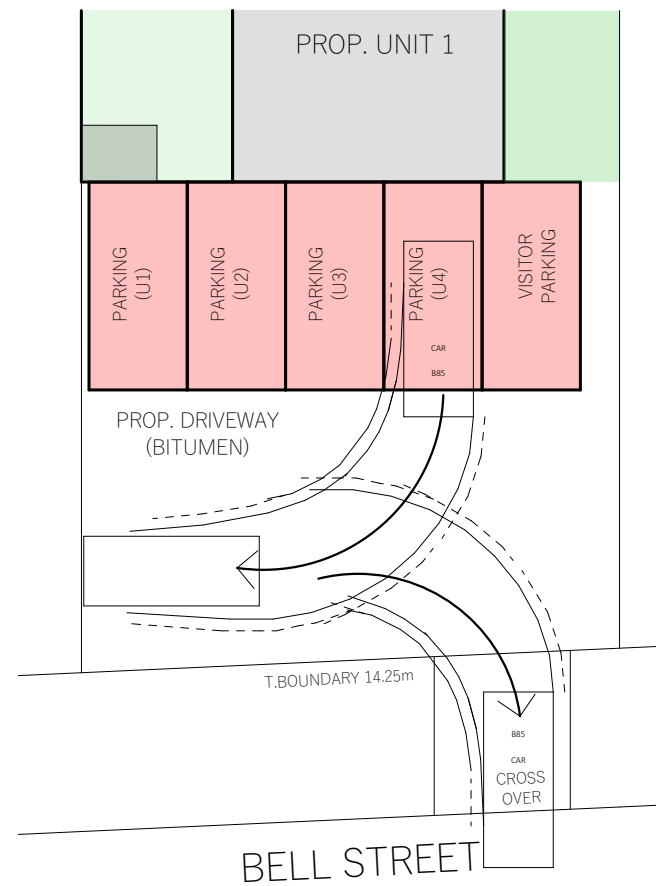 PROP. UNIT 1
PARKING
(U1)
PARKING
(U2)
PARKING
(U3)
PARKING
(U4)
VISITOR
PARKING
CAR
B85
PROP. DRIVEWAY
(BITUMEN)
T.BOUNDARY 14.25m
B85
CAR
CROSS
OVER
BELL STREET